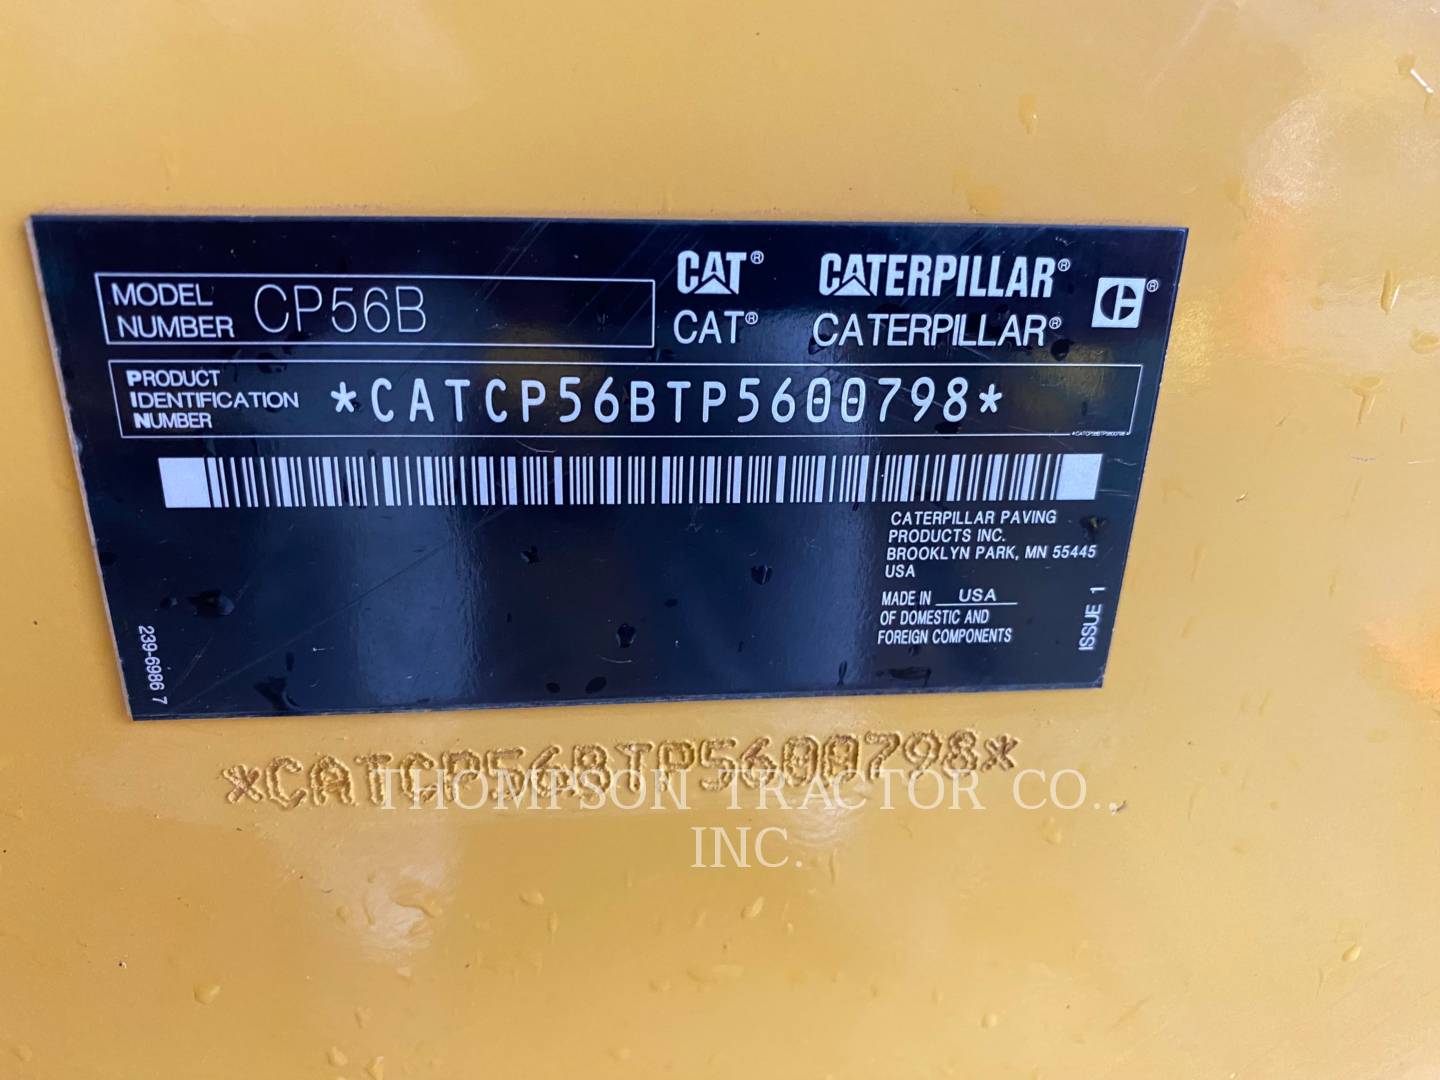 MODEL NUMBER CP56B
CAT® CATERPILLAR®
CAT® CATERPILLAR® ®
PRODUCT IDENTIFICATION NUMBER *CATCP56BTP5600798*
*CATCP56BTP5600798*
CATERPILLAR PAVING
PRODUCTS INC.
BROOKLYN PARK, MN 55445
USA
MADE IN USA
OF DOMESTIC AND
FOREIGN COMPONENTS
ISSUE 1
239-6986 7
*CATCP56BTP5600798*
THOMPSON TRACTOR CO.,
INC.